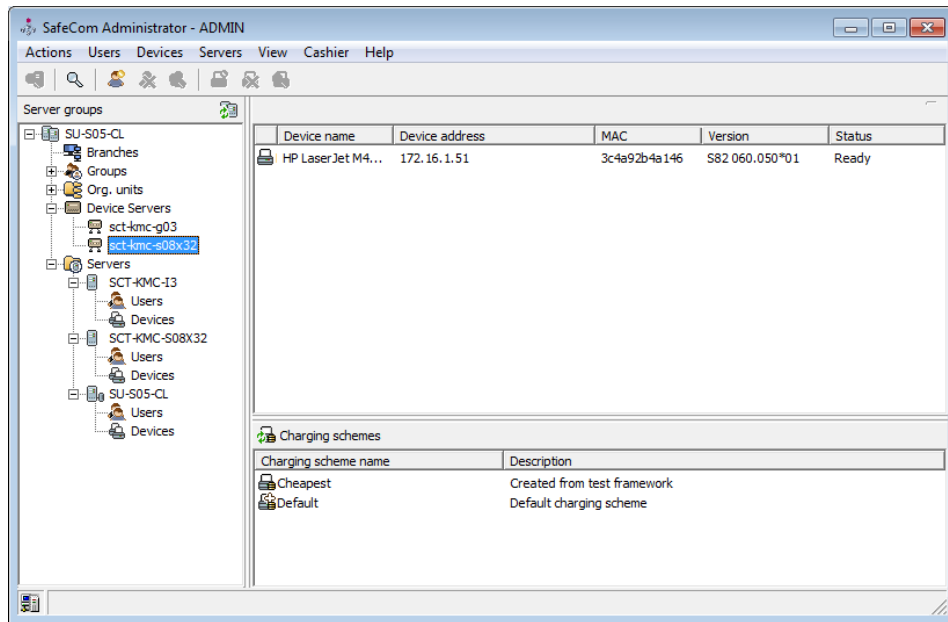 SafeCom Administrator - ADMIN
Actions Users Devices Servers View Cashier Help
Server groups
SU-S05-CL
Branches
Groups
Org. units
Device Servers
sct-kmc-g03
sct-kmc-s08x32
Servers
SCT-KMC-I3
Users
Devices
SCT-KMC-S08X32
Users
Devices
SU-S05-CL
Users
Devices
Device name Device address MAC Version Status
HP LaserJet M4... 172.16.1.51 3c4a92b4a146 S82 060.050*01 Ready
Charging schemes
Charging scheme name Description
Cheapest Created from test framework
Default Default charging scheme